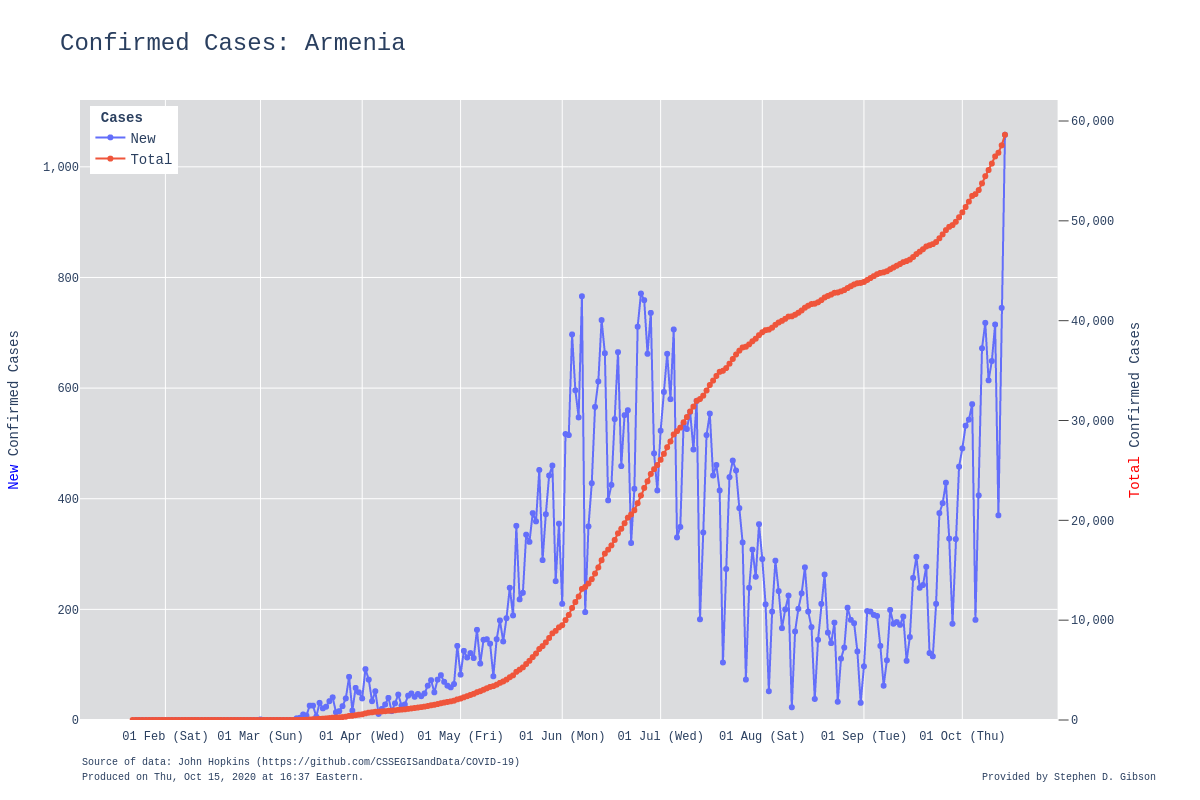 Confirmed Cases: Armenia
Cases
New
Total
1,000
800
600
400
200
0
60,000
50,000
40,000
30,000
20,000
10,000
0
New Confirmed Cases
Total Confirmed Cases
01 Feb (Sat) 01 Mar (Sun) 01 Apr (Wed) 01 May (Fri) 01 Jun (Mon) 01 Jul (Wed) 01 Aug (Sat) 01 Sep (Tue) 01 Oct (Thu)
Source of data: John Hopkins (https://github.com/CSSEGISandData/COVID-19)
Produced on Thu, Oct 15, 2020 at 16:37 Eastern.
Provided by Stephen D. Gibson